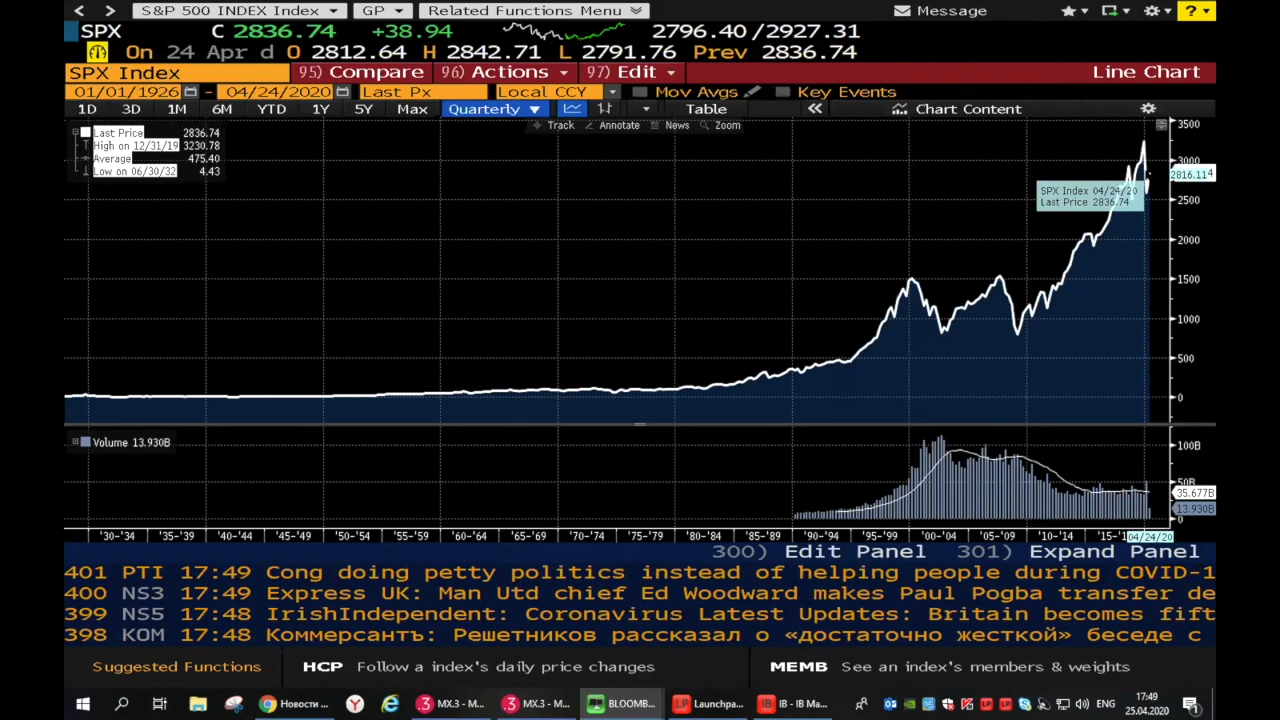 S&P 500 INDEX Index GP Related Functions Menu Message ?
SPX C 2836.74 +38.94 2796.40/2927.31
On 24 Apr d O 2812.64 H 2842.71 L 2791.76 Prev 2836.74
SPX Index 95) Compare 96) Actions 97) Edit Line Chart
01/01/1926 - 04/24/2020 Last Px Local CCY Mov Avgs Key Events
1D 3D 1M 6M YTD 1Y 5Y Max Quarterly Table Chart Content
Track Annotate News Zoom
Last Price 2836.74
High on 12/31/19 3230.78
Average 475.40
Low on 06/30/32 4.43
3500
3000
2816.114
SPX Index 04/24/20
Last Price 2836.74
2500
2000
1500
1000
500
0
Volume 13.930B
100B
50B
35.677B
13.930B
0
'30-'34 '35-'39 '40-'44 '45-'49 '50-'54 '55-'59 '60-'64 '65-'69 '70-'74 '75-'79 '80-'84 '85-'89 '90-'94 '95-'99 '00-'04 '05-'09 '10-'14 '15-'1 04/24/20
300) Edit Panel 301) Expand Panel
401 PTI 17:49 Cong doing petty politics instead of helping people during COVID-1
400 NS3 17:49 Express UK: Man Utd chief Ed Woodward makes Paul Pogba transfer de
399 NS5 17:48 IrishIndependent: Coronavirus Latest Updates: Britain becomes fift
398 KOM 17:48 Коммерсантъ: Решетников рассказал о «достаточно жесткой» беседе с
Suggested Functions HCP Follow a index's daily price changes MEMB See an index's members & weights
Новости ... MX.3 - M... MX.3 - M... BLOOMB... Launchpa... IB - IB Ma... ENG 17:49
25.04.2020